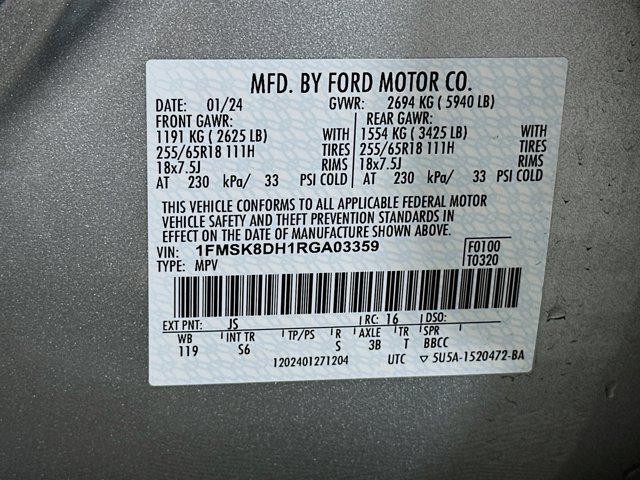 MFD. BY FORD MOTOR CO.
DATE: 01/24 GVWR: 2694 KG ( 5940 LB)
FRONT GAWR: REAR GAWR:
1191 KG ( 2625 LB) WITH 1554 KG ( 3425 LB) WITH
255/65R18 111H TIRES 255/65R18 111H TIRES
18x7.5J RIMS 18x7.5J RIMS
AT 230 kPa/ 33 PSI COLD AT 230 kPa/ 33 PSI COLD
THIS VEHICLE CONFORMS TO ALL APPLICABLE FEDERAL MOTOR
VEHICLE SAFETY AND THEFT PREVENTION STANDARDS IN
EFFECT ON THE DATE OF MANUFACTURE SHOWN ABOVE.
VIN: 1FMSK8DH1RGA03359 F0100
TYPE: MPV T0320
EXT PNT: JS RC: 16 DSO:
WB INT TR TP/PS R AXLE TR SPR
119 S6 S 3B T BBCC
1202401271204 UTC ▽ 5U5A-1520472-BA